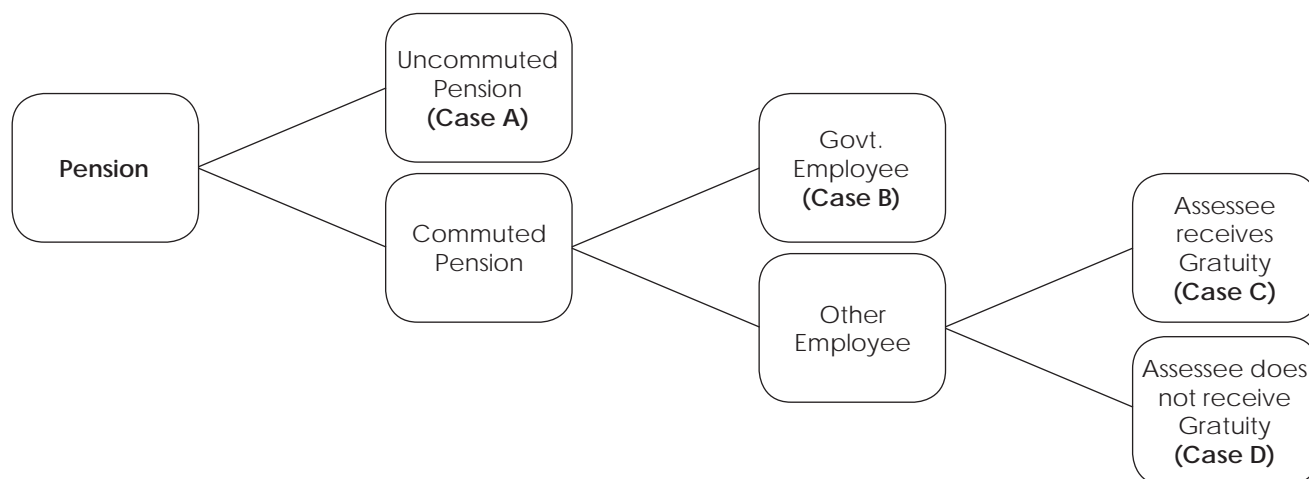 Pension
Uncommuted
Pension
(Case A)
Commuted
Pension
Govt.
Employee
(Case B)
Other
Employee
Assessee
receives
Gratuity
(Case C)
Assessee does
not receive
Gratuity
(Case D)